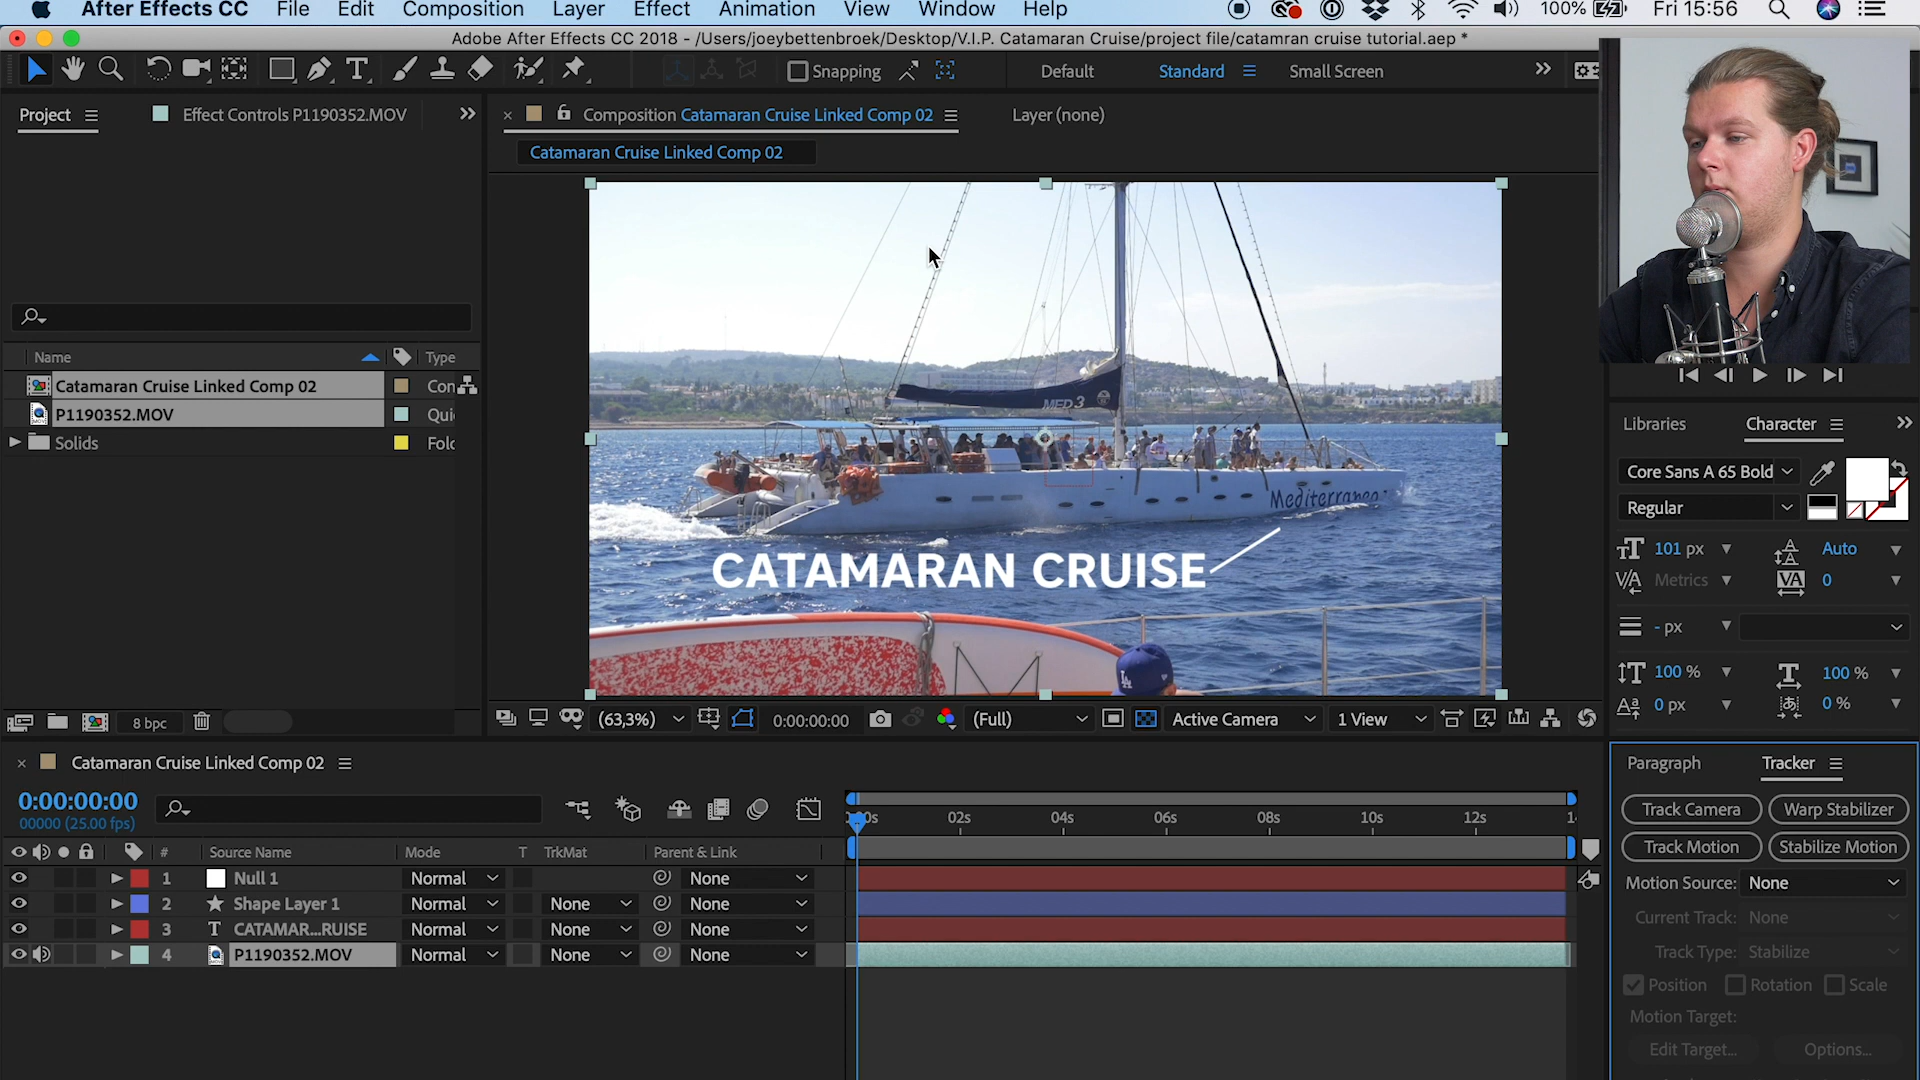 After Effects CC File Edit Composition Layer Effect Animation View Window Help 100% Fri 15:56
Adobe After Effects CC 2018 - /Users/joeybettenbroek/Desktop/V.I.P. Catamaran Cruise/project file/catamran cruise tutorial.aep *
Snapping Default Standard Small Screen
Project Effect Controls P1190352.MOV
Composition Catamaran Cruise Linked Comp 02 Layer (none)
Catamaran Cruise Linked Comp 02
Name Type
Catamaran Cruise Linked Comp 02 Con
P1190352.MOV Qui
Solids Fold
MED 3
Mediterraneo
CATAMARAN CRUISE
LA
8 bpc
(63,3%) 0:00:00:00 (Full) Active Camera 1 View
Libraries Character
Core Sans A 65 Bold
Regular
101 px Auto
Metrics 0
- px
100 % 100 %
0 px 0 %
Catamaran Cruise Linked Comp 02
0:00:00:00
00000 (25.00 fps)
:00s 02s 04s 06s 08s 10s 12s 14
# Source Name Mode T TrkMat Parent & Link
1 Null 1 Normal None
2 Shape Layer 1 Normal None None
3 CATAMAR...RUISE Normal None None
4 P1190352.MOV Normal None None
Paragraph Tracker
Track Camera Warp Stabilizer
Track Motion Stabilize Motion
Motion Source: None
Current Track: None
Track Type: Stabilize
Position Rotation Scale
Motion Target:
Edit Target... Options...